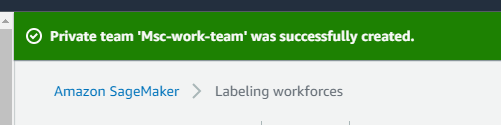 Private team 'Msc-work-team' was successfully created.
Amazon SageMaker > Labeling workforces